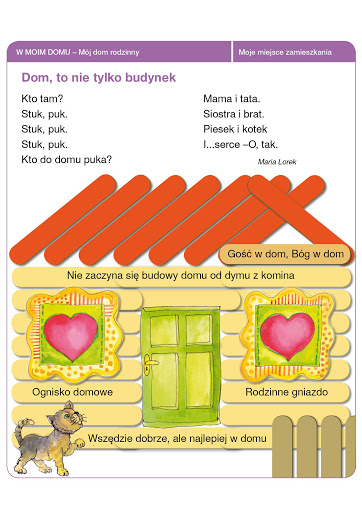 W MOIM DOMU – Mój dom rodzinny
Moje miejsce zamieszkania
Dom, to nie tylko budynek
Kto tam?
Stuk, puk.
Stuk, puk.
Stuk, puk.
Kto do domu puka?
Mama i tata.
Siostra i brat.
Piesek i kotek
I...serce –O, tak.
Maria Lorek
Gość w dom, Bóg w dom
Nie zaczyna się budowy domu od dymu z komina
Ognisko domowe
Rodzinne gniazdo
Wszędzie dobrze, ale najlepiej w domu